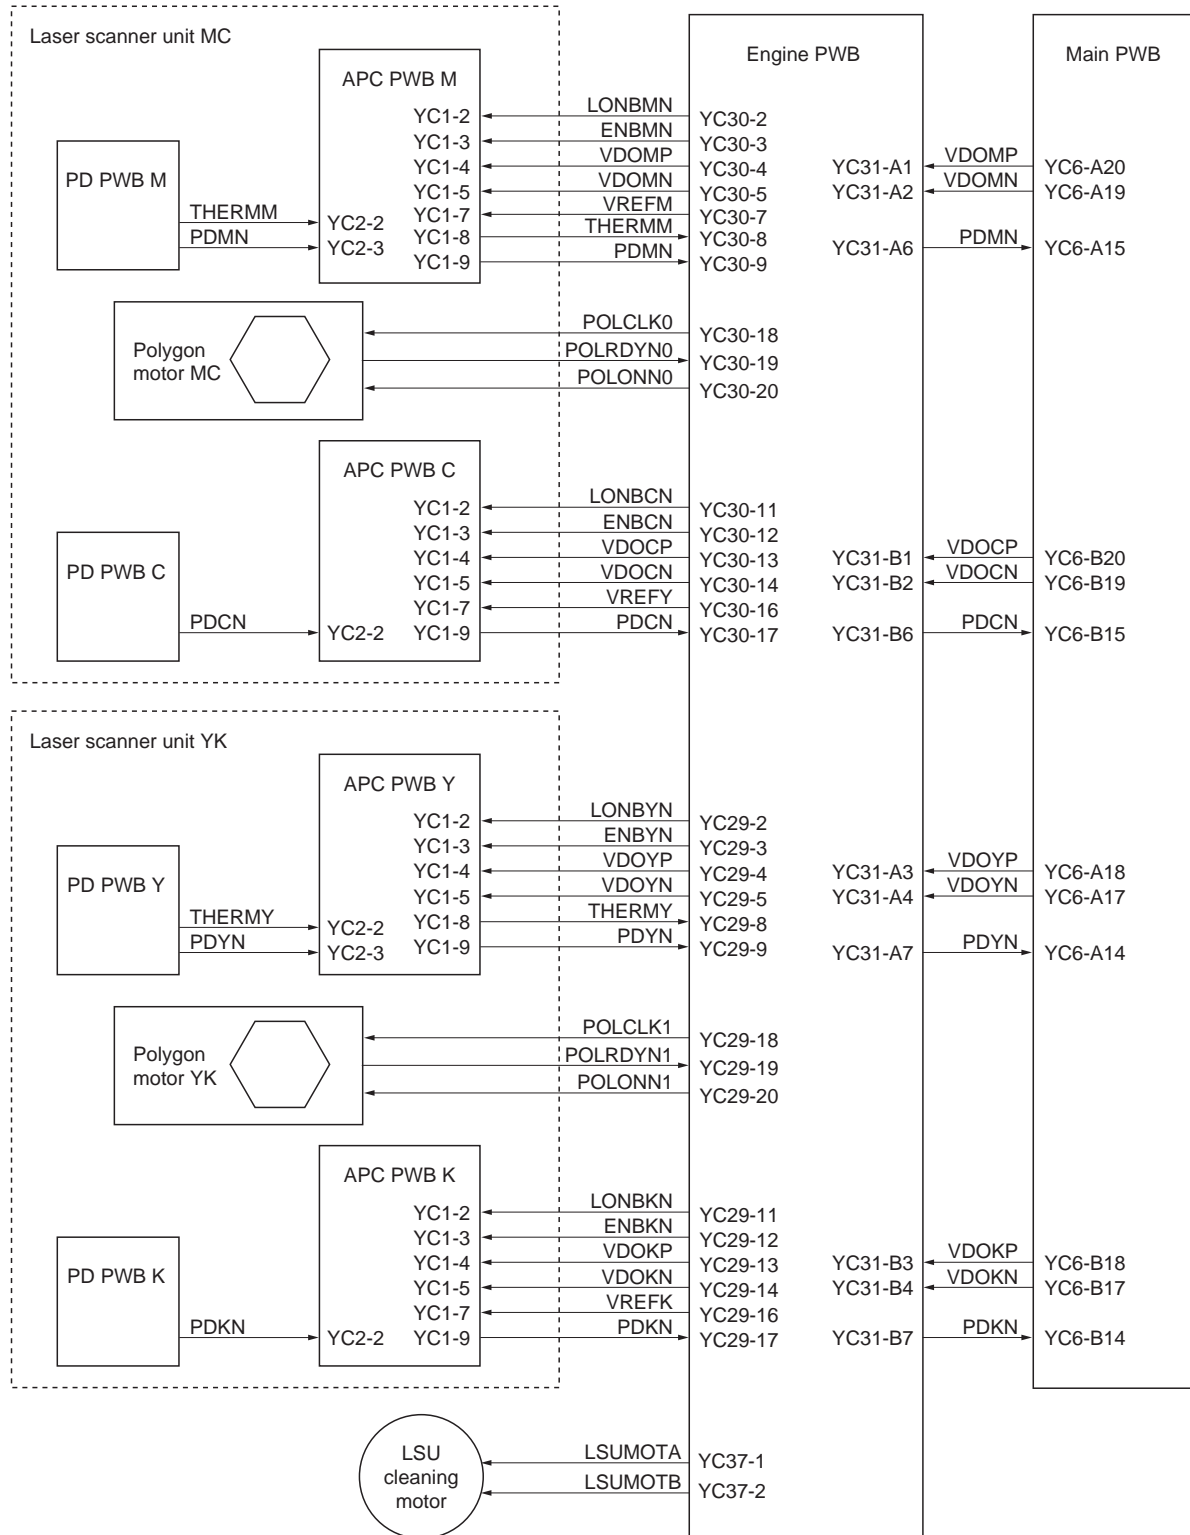 Laser scanner unit MC
Engine PWB
Main PWB
APC PWB M
PD PWB M
THERMM
PDMN
YC2-2
YC2-3
YC1-2
LONBMN
YC30-2
YC1-3
ENBMN
YC30-3
YC1-4
VDOMP
YC30-4
YC1-5
VDOMN
YC30-5
YC1-7
VREFM
YC30-7
YC1-8
THERMM
YC30-8
YC1-9
PDMN
YC30-9
YC31-A1
VDOMP
YC6-A20
YC31-A2
VDOMN
YC6-A19
YC31-A6
PDMN
YC6-A15
Polygon
motor MC
POLCLK0
YC30-18
POLRDYN0
YC30-19
POLONN0
YC30-20
APC PWB C
PD PWB C
PDCN
YC2-2
YC1-2
LONBCN
YC30-11
YC1-3
ENBCN
YC30-12
YC1-4
VDOCP
YC30-13
YC1-5
VDOCN
YC30-14
YC1-7
VREFY
YC30-16
YC1-9
PDCN
YC30-17
YC31-B1
VDOCP
YC6-B20
YC31-B2
VDOCN
YC6-B19
YC31-B6
PDCN
YC6-B15
Laser scanner unit YK
APC PWB Y
PD PWB Y
THERMY
PDYN
YC2-2
YC2-3
YC1-2
LONBYN
YC29-2
YC1-3
ENBYN
YC29-3
YC1-4
VDOYP
YC29-4
YC1-5
VDOYN
YC29-5
YC1-8
THERMY
YC29-8
YC1-9
PDYN
YC29-9
YC31-A3
VDOYP
YC6-A18
YC31-A4
VDOYN
YC6-A17
YC31-A7
PDYN
YC6-A14
Polygon
motor YK
POLCLK1
YC29-18
POLRDYN1
YC29-19
POLONN1
YC29-20
APC PWB K
PD PWB K
PDKN
YC2-2
YC1-2
LONBKN
YC29-11
YC1-3
ENBKN
YC29-12
YC1-4
VDOKP
YC29-13
YC1-5
VDOKN
YC29-14
YC1-7
VREFK
YC29-16
YC1-9
PDKN
YC29-17
YC31-B3
VDOKP
YC6-B18
YC31-B4
VDOKN
YC6-B17
YC31-B7
PDKN
YC6-B14
LSU
cleaning
motor
LSUMOTA
YC37-1
LSUMOTB
YC37-2